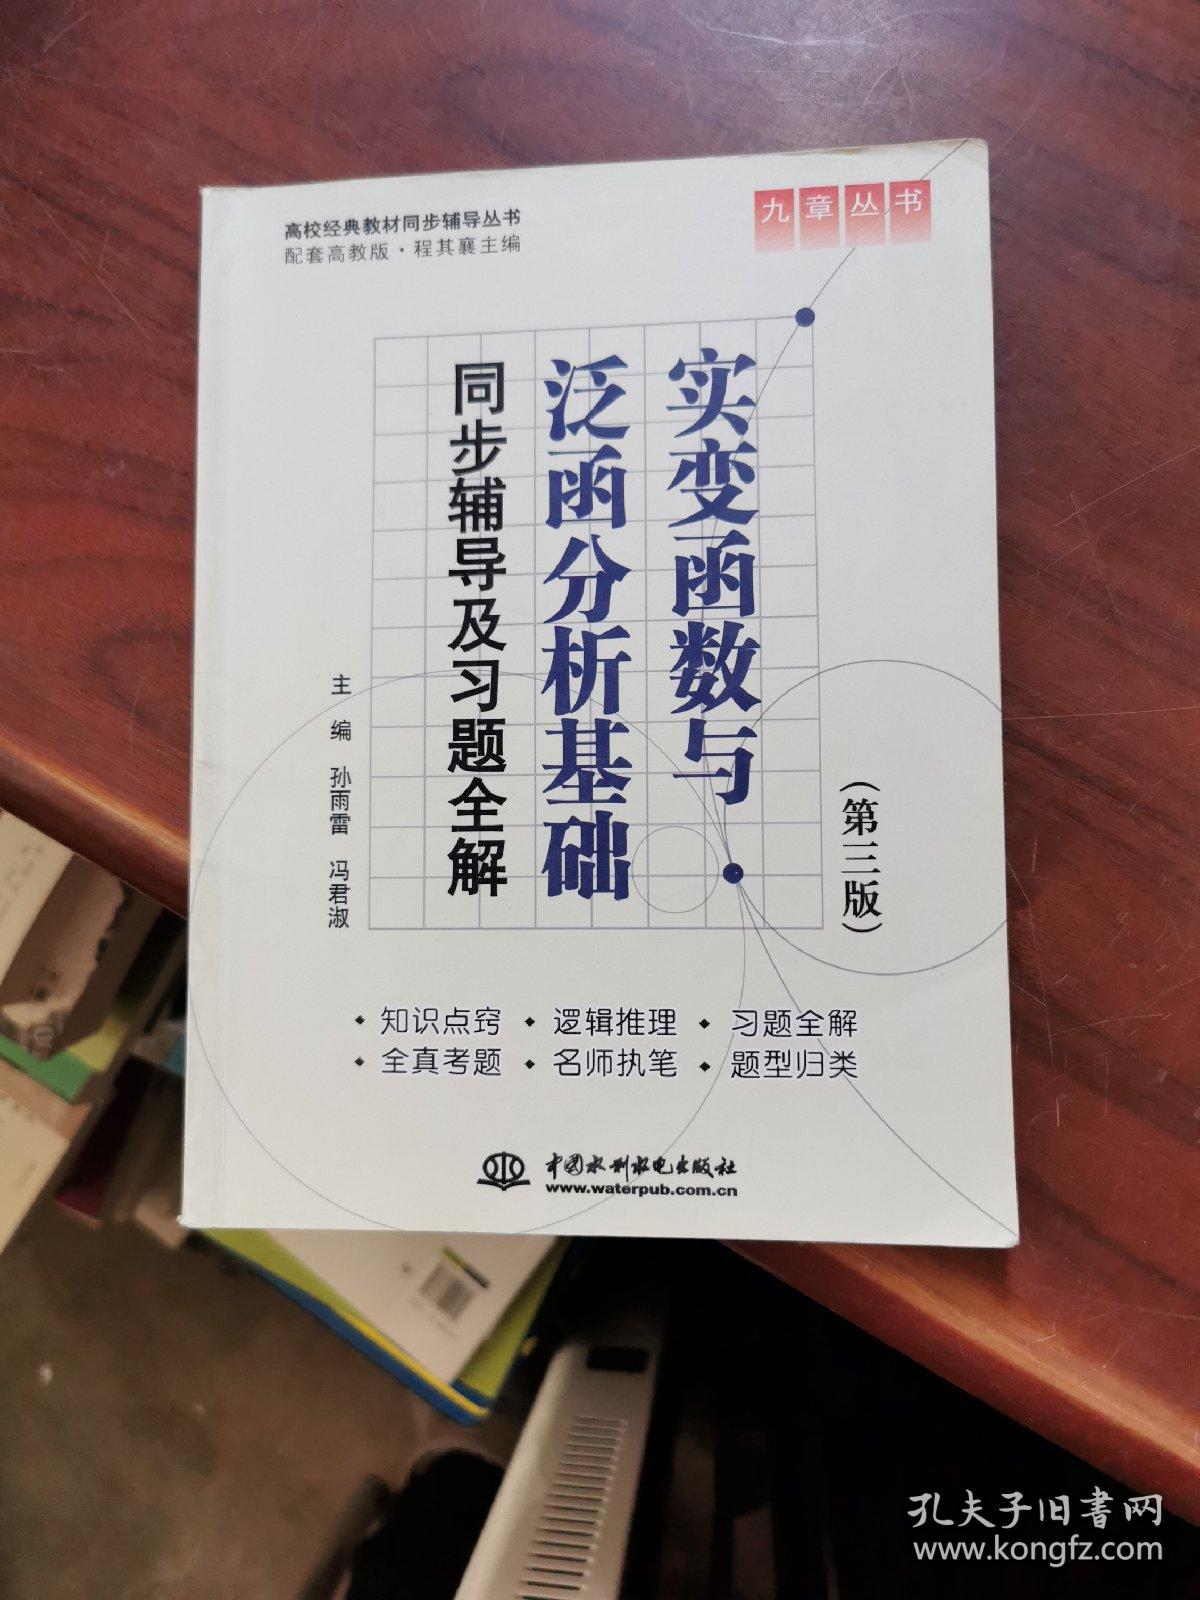 高校经典教材同步辅导丛书
配套高教版·程其襄主编
九章丛书
实变函数与
泛函分析基础
同步辅导及习题全解
(第三版)
主 编 孙雨雷 冯君淑
◆ 知识点窍 ◆ 逻辑推理 ◆ 习题全解
◆ 全真考题 ◆ 名师执笔 ◆ 题型归类
中国水利水电出版社
www.waterpub.com.cn
孔夫子旧書网
www.kongfz.com